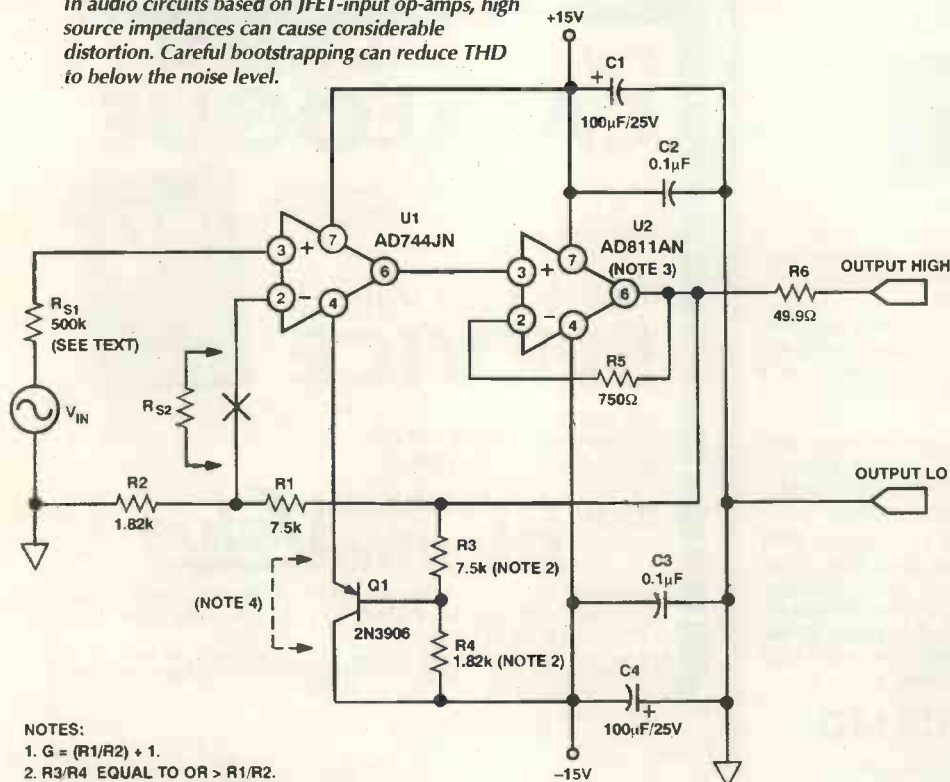 In audio circuits based on JFET-input op-amps, high
source impedances can cause considerable
distortion. Careful bootstrapping can reduce THD
to below the noise level.
+15V
C1
+
100µF/25V
C2
0.1µF
U1
AD744JN
U2
AD811AN
(NOTE 3)
3
+
7
6
2
−
4
3
+
7
6
2
−
4
R6
49.9Ω
OUTPUT HIGH
RS1
500k
(SEE TEXT)
VIN
RS2
R5
750Ω
R2
1.82k
R1
7.5k
OUTPUT LO
R3
7.5k (NOTE 2)
(NOTE 4)
Q1
2N3906
R4
1.82k (NOTE 2)
C3
0.1µF
C4
100µF/25V
+
−15V
NOTES:
1. G = (R1/R2) + 1.
2. R3/R4 EQUAL TO OR > R1/R2.